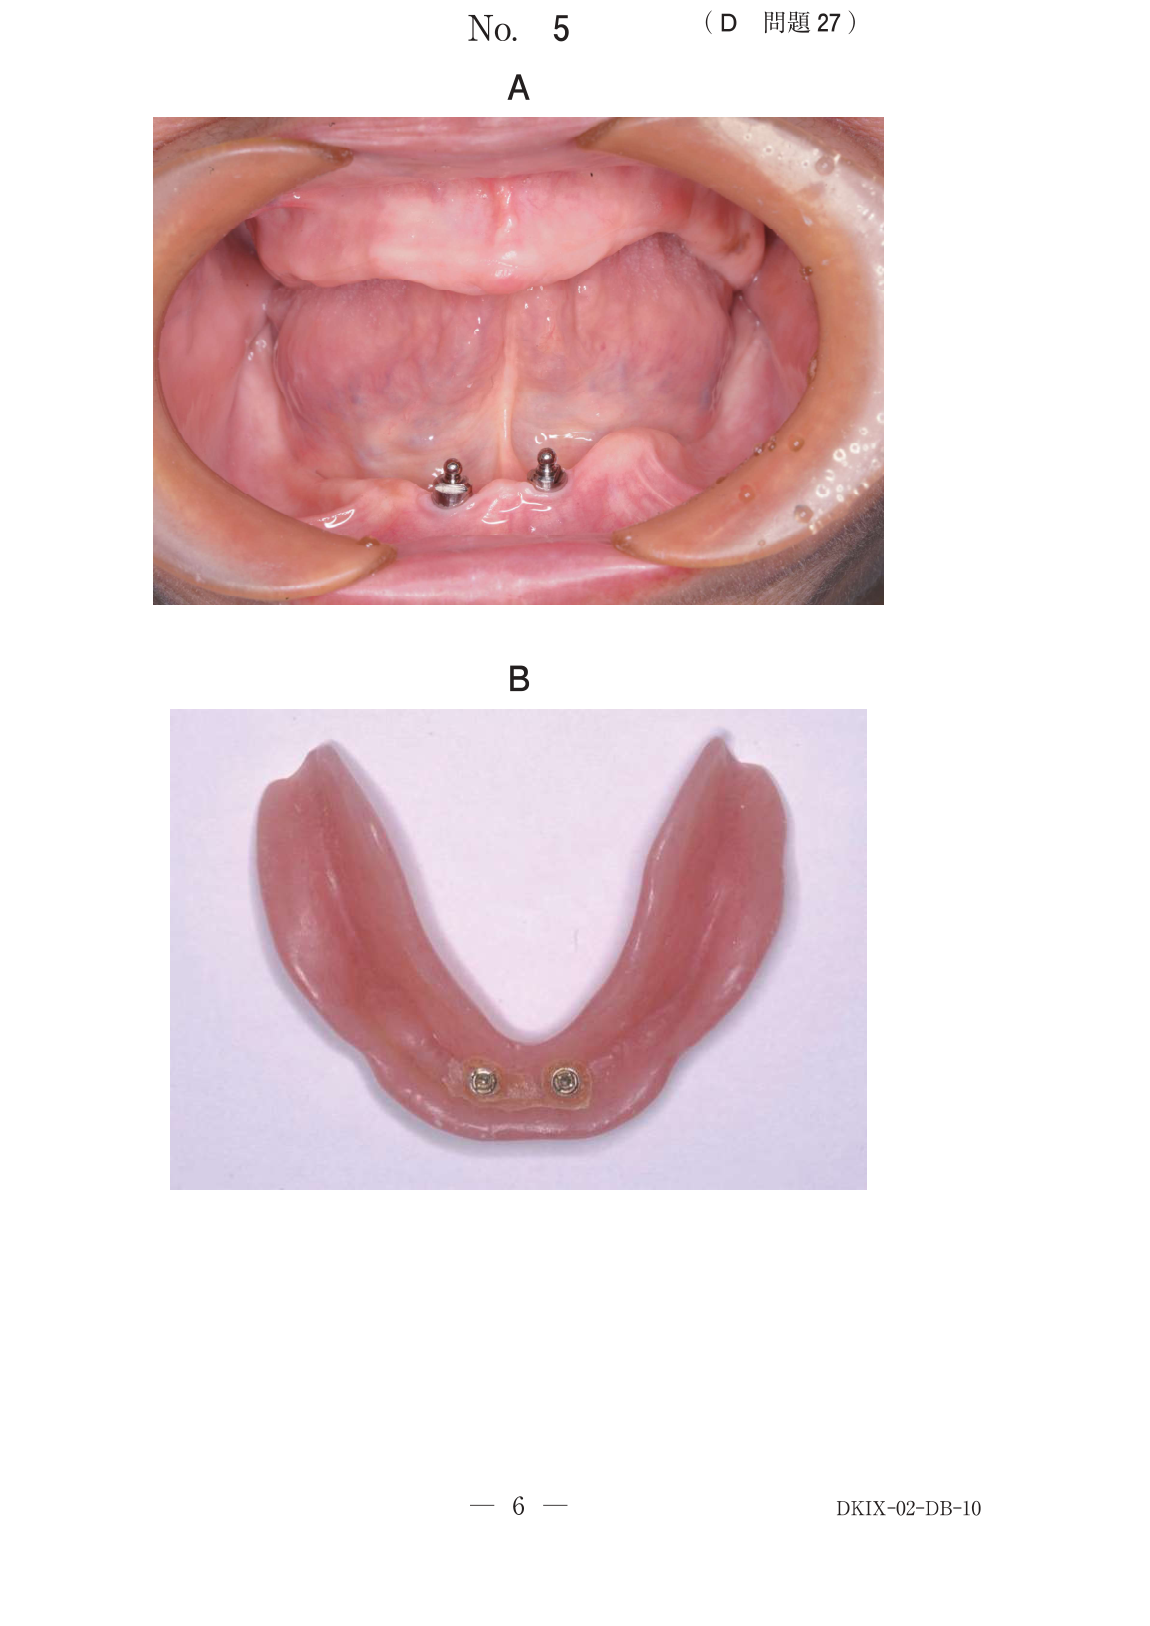 No. 5 （D 問題 27）
A
B
— 6 —
DKIX-02-DB-10